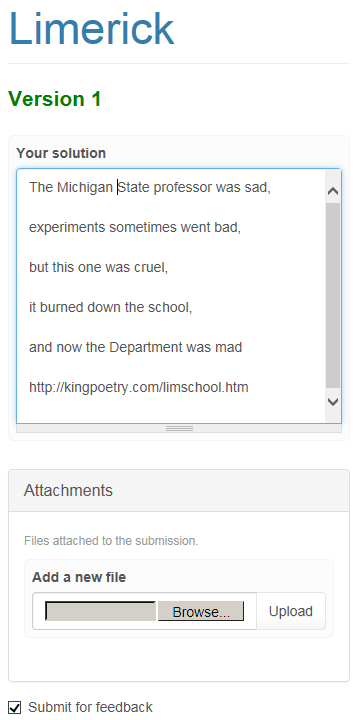 Limerick
Version 1
Your solution
The Michigan State professor was sad,
experiments sometimes went bad,
but this one was cruel,
it burned down the school,
and now the Department was mad
http://kingpoetry.com/limschool.htm
Attachments
Files attached to the submission.
Add a new file
Browse... Upload
Submit for feedback